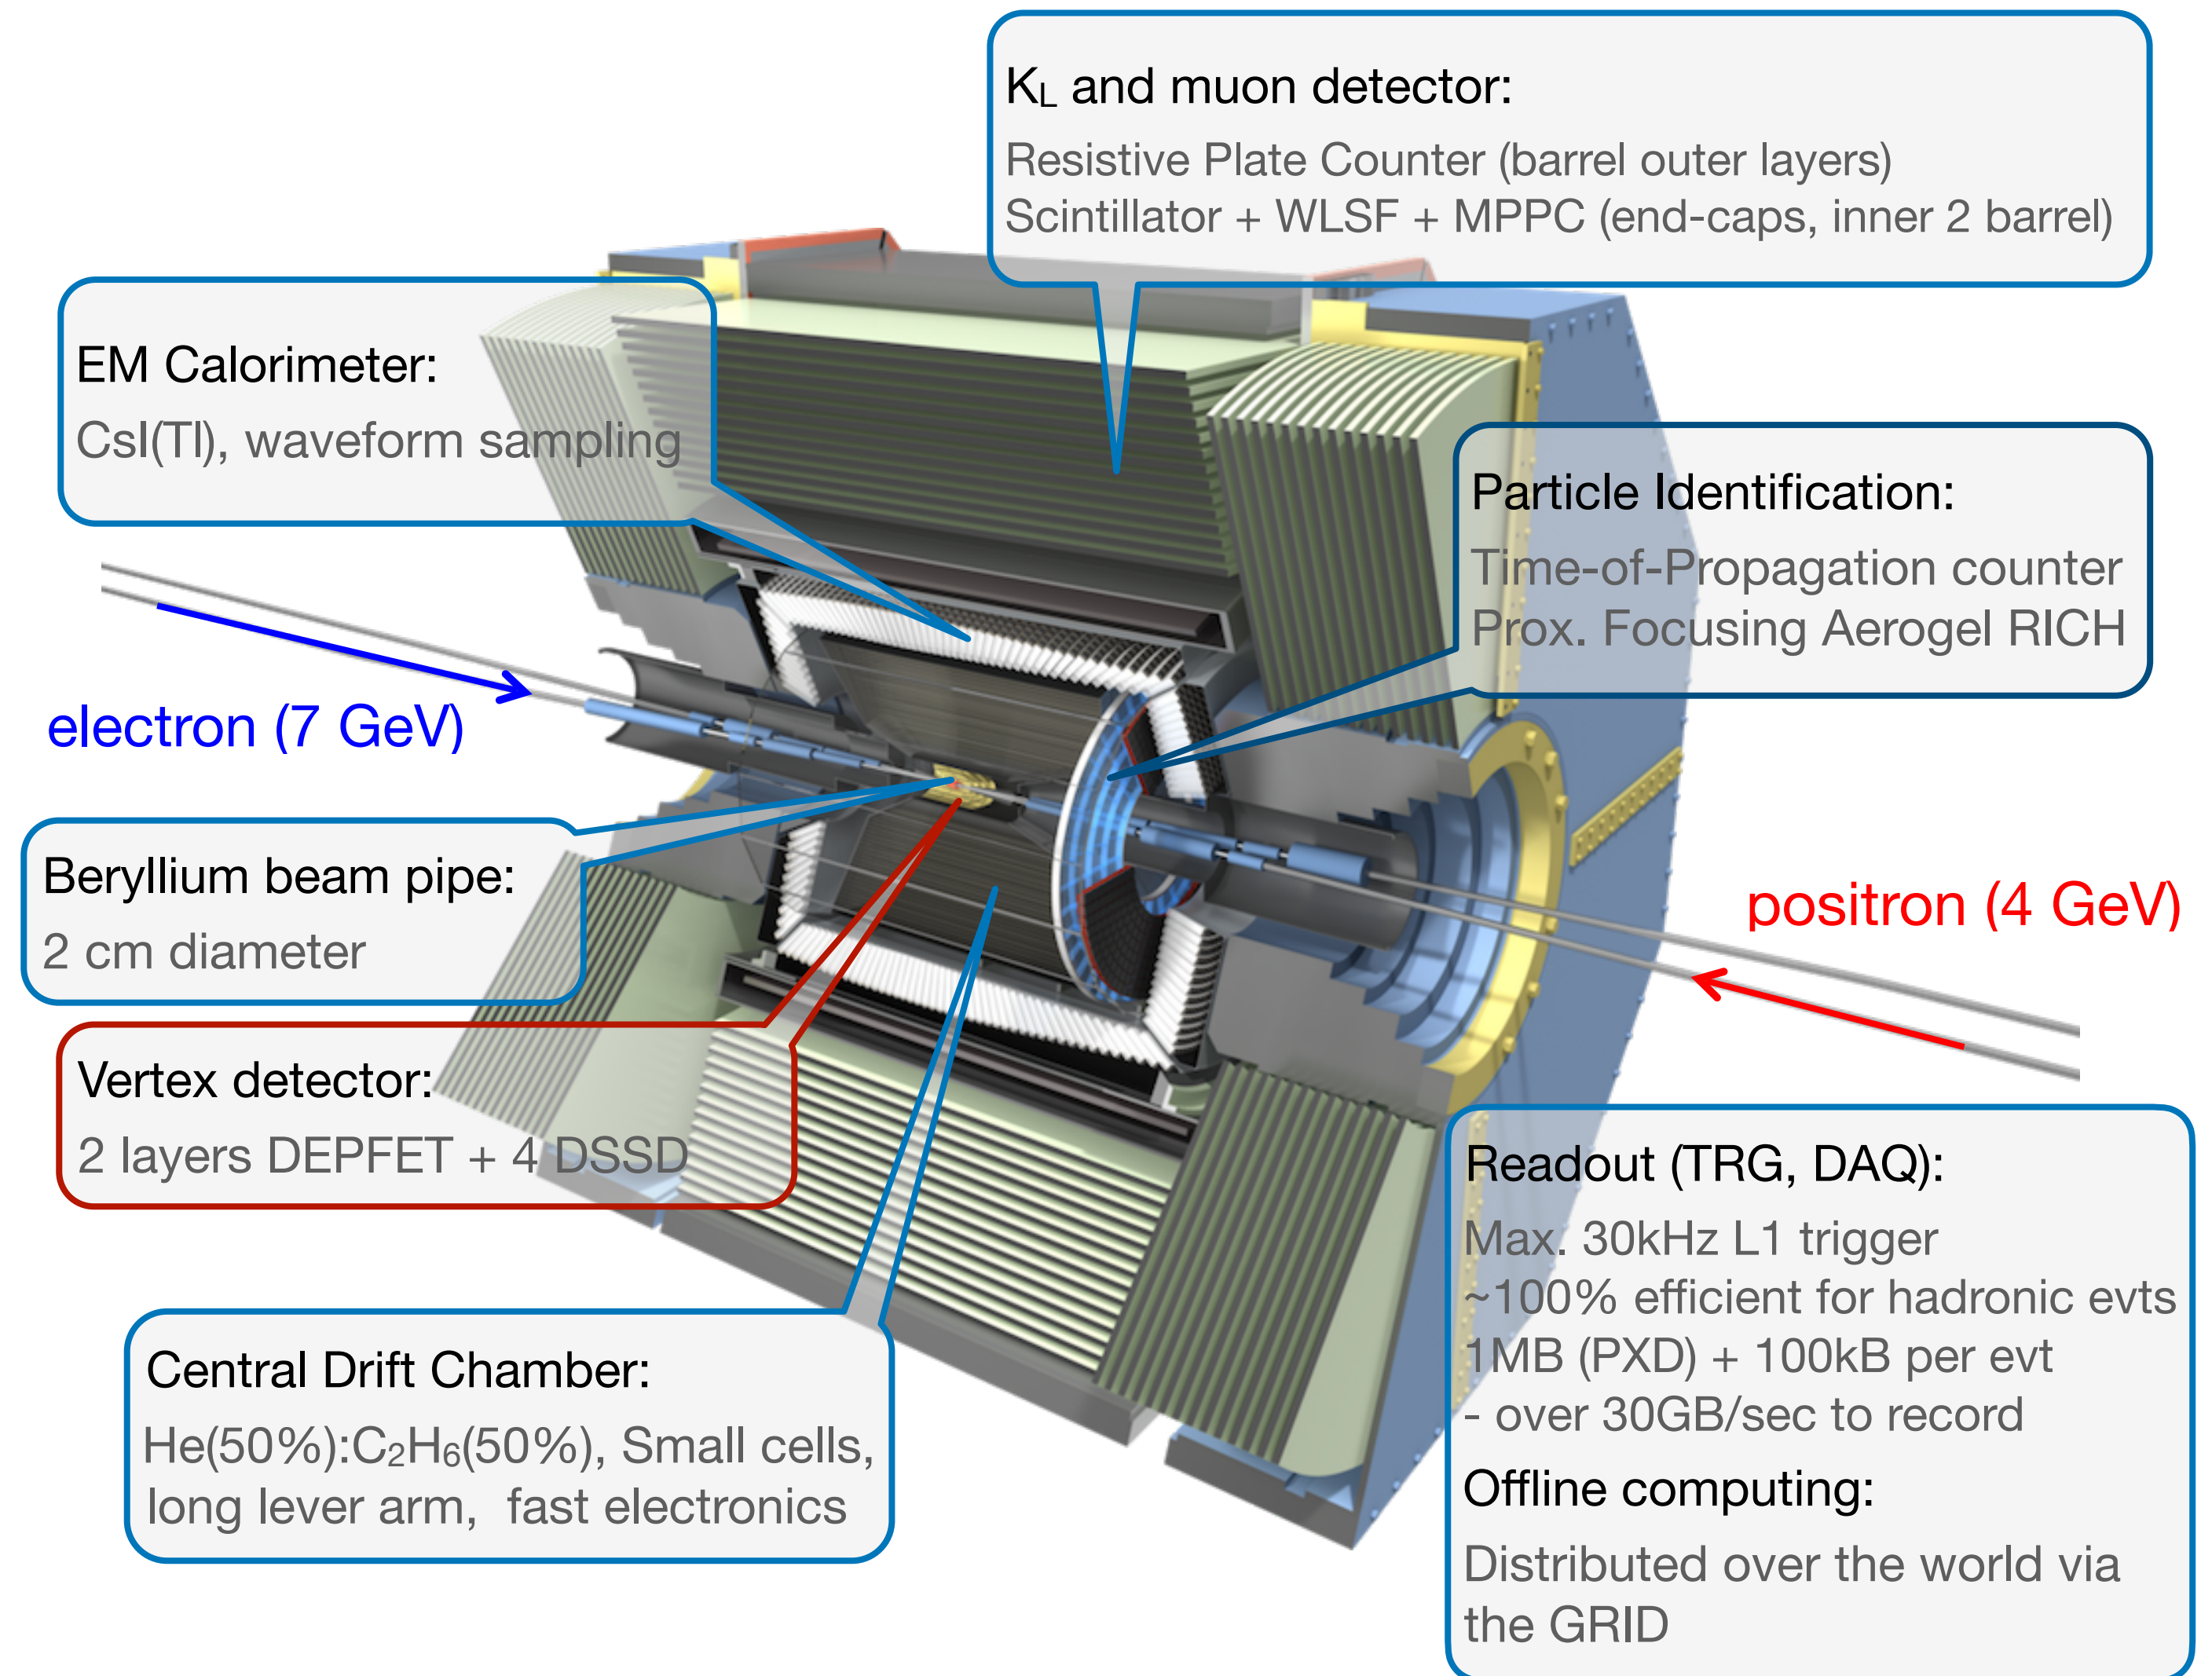 K_L and muon detector:
Resistive Plate Counter (barrel outer layers)
Scintillator + WLSF + MPPC (end-caps, inner 2 barrel)
EM Calorimeter:
CsI(Tl), waveform sampling
Particle Identification:
Time-of-Propagation counter
Prox. Focusing Aerogel RICH
electron (7 GeV)
positron (4 GeV)
Beryllium beam pipe:
2 cm diameter
Vertex detector:
2 layers DEPFET + 4 DSSD
Central Drift Chamber:
He(50%):C₂H₆(50%), Small cells,
long lever arm, fast electronics
Readout (TRG, DAQ):
Max. 30kHz L1 trigger
~100% efficient for hadronic evts
1MB (PXD) + 100kB per evt
- over 30GB/sec to record
Offline computing:
Distributed over the world via
the GRID